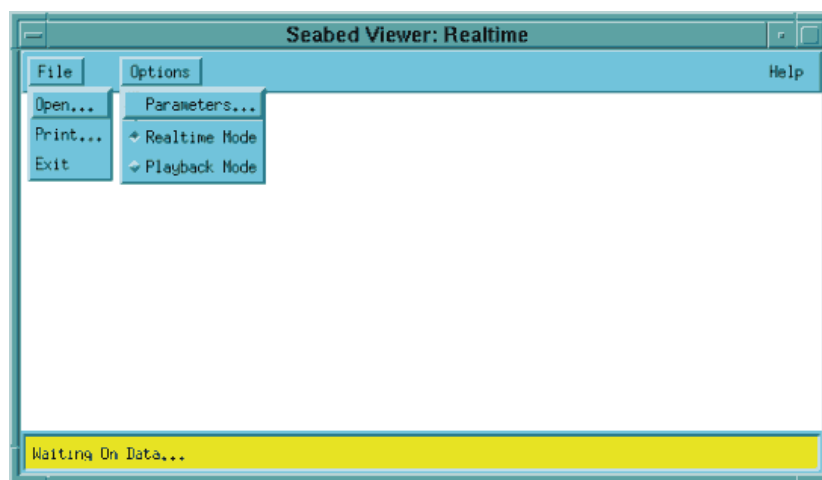 Seabed Viewer: Realtime
File Options Help
Open... Parameters...
Print... Realtime Mode
Exit Playback Mode
Waiting On Data...